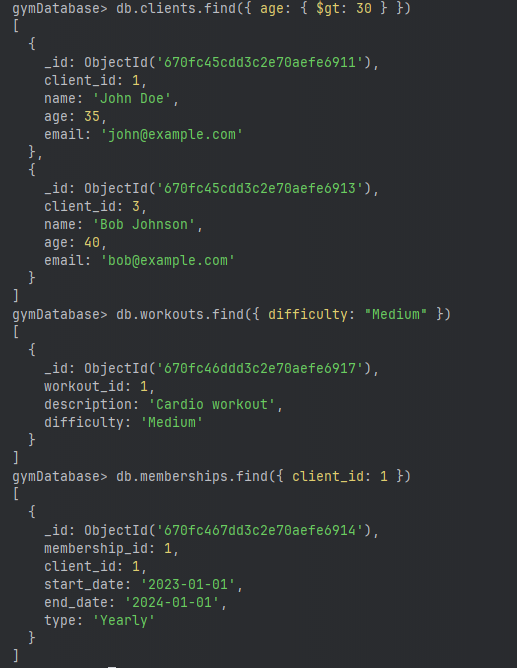 gymDatabase> db.clients.find({ age: { $gt: 30 } })
[
  {
    _id: ObjectId('670fc45cdd3c2e70aefe6911'),
    client_id: 1,
    name: 'John Doe',
    age: 35,
    email: 'john@example.com'
  },
  {
    _id: ObjectId('670fc45cdd3c2e70aefe6913'),
    client_id: 3,
    name: 'Bob Johnson',
    age: 40,
    email: 'bob@example.com'
  }
]
gymDatabase> db.workouts.find({ difficulty: "Medium" })
[
  {
    _id: ObjectId('670fc46ddd3c2e70aefe6917'),
    workout_id: 1,
    description: 'Cardio workout',
    difficulty: 'Medium'
  }
]
gymDatabase> db.memberships.find({ client_id: 1 })
[
  {
    _id: ObjectId('670fc467dd3c2e70aefe6914'),
    membership_id: 1,
    client_id: 1,
    start_date: '2023-01-01',
    end_date: '2024-01-01',
    type: 'Yearly'
  }
]